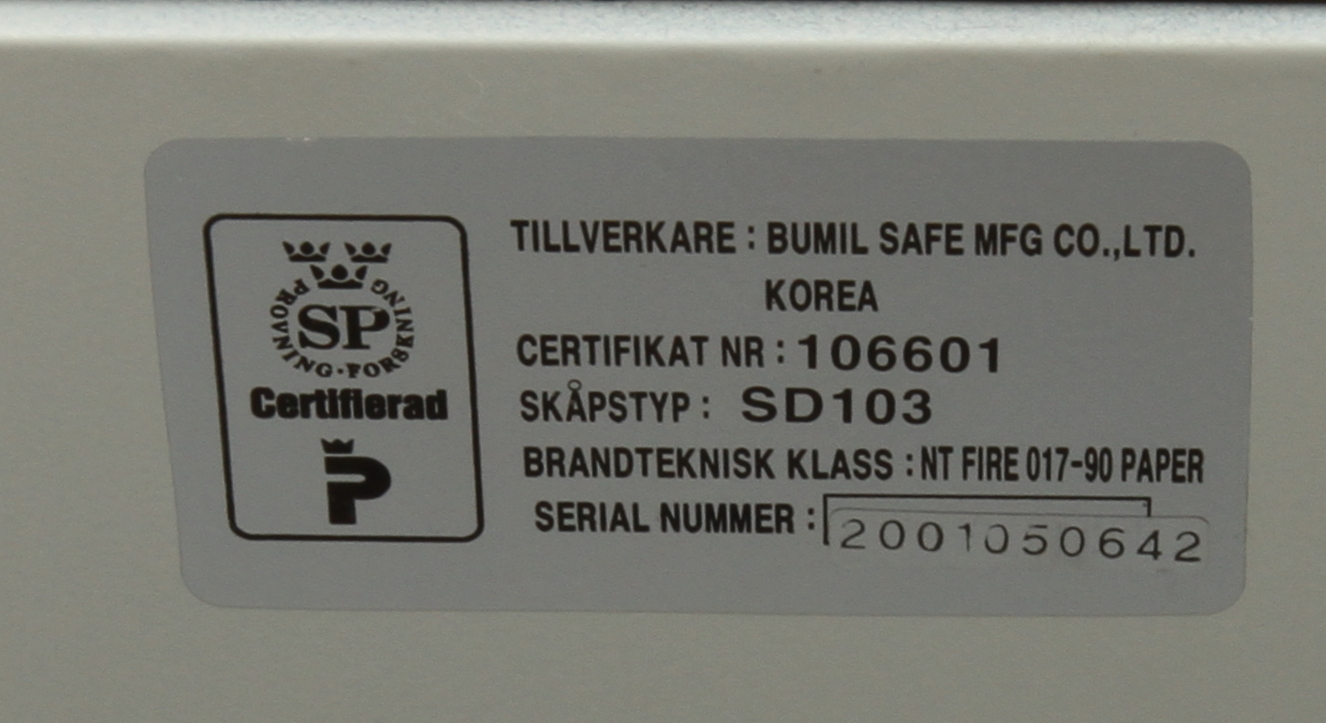 PROVNING·FORSKNING
SP
Certifierad
P
TILLVERKARE : BUMIL SAFE MFG CO.,LTD.
KOREA
CERTIFIKAT NR : 106601
SKÅPSTYP : SD103
BRANDTEKNISK KLASS : NT FIRE 017-90 PAPER
SERIAL NUMMER : 2001050642